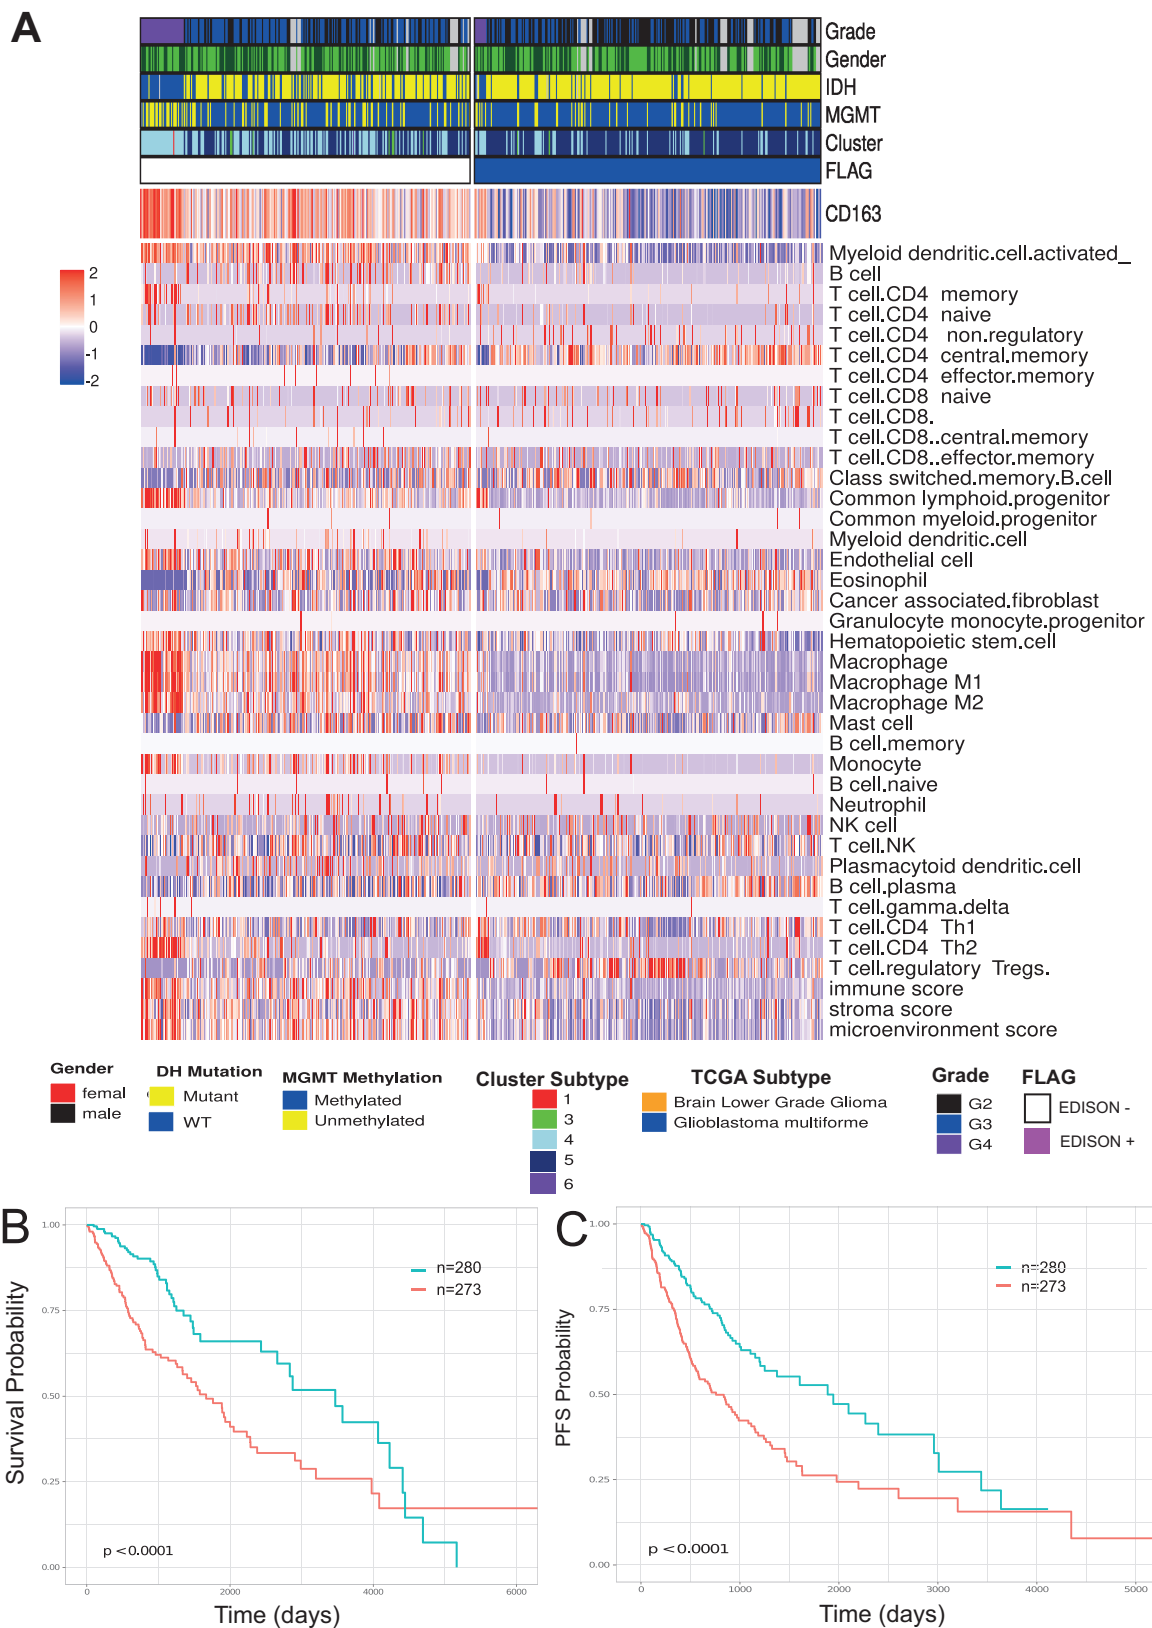 A
Grade
Gender
IDH
MGMT
Cluster
FLAG
CD163
2
1
0
-1
-2
Myeloid dendritic.cell.activated_
B cell
T cell.CD4 memory
T cell.CD4 naive
T cell.CD4 non.regulatory
T cell.CD4 central.memory
T cell.CD4 effector.memory
T cell.CD8 naive
T cell.CD8.
T cell.CD8..central.memory
T cell.CD8..effector.memory
Class switched.memory.B.cell
Common lymphoid.progenitor
Common myeloid.progenitor
Myeloid dendritic.cell
Endothelial cell
Eosinophil
Cancer associated.fibroblast
Granulocyte monocyte.progenitor
Hematopoietic stem.cell
Macrophage
Macrophage M1
Macrophage M2
Mast cell
B cell.memory
Monocyte
B cell.naive
Neutrophil
NK cell
T cell.NK
Plasmacytoid dendritic.cell
B cell.plasma
T cell.gamma.delta
T cell.CD4 Th1
T cell.CD4 Th2
T cell.regulatory Tregs.
immune score
stroma score
microenvironment score
Gender
femal
male
DH Mutation
Mutant
WT
MGMT Methylation
Methylated
Unmethylated
Cluster Subtype
1
3
4
5
6
TCGA Subtype
Brain Lower Grade Glioma
Glioblastoma multiforme
Grade
G2
G3
G4
FLAG
EDISON -
EDISON +
B
Survival Probability
1.00
0.75
0.50
0.25
0.00
n=280
n=273
p <0.0001
0 2000 4000 6000
Time (days)
C
PFS Probability
1.00
0.75
0.50
0.25
0.00
n=280
n=273
p <0.0001
0 1000 2000 3000 4000 5000
Time (days)